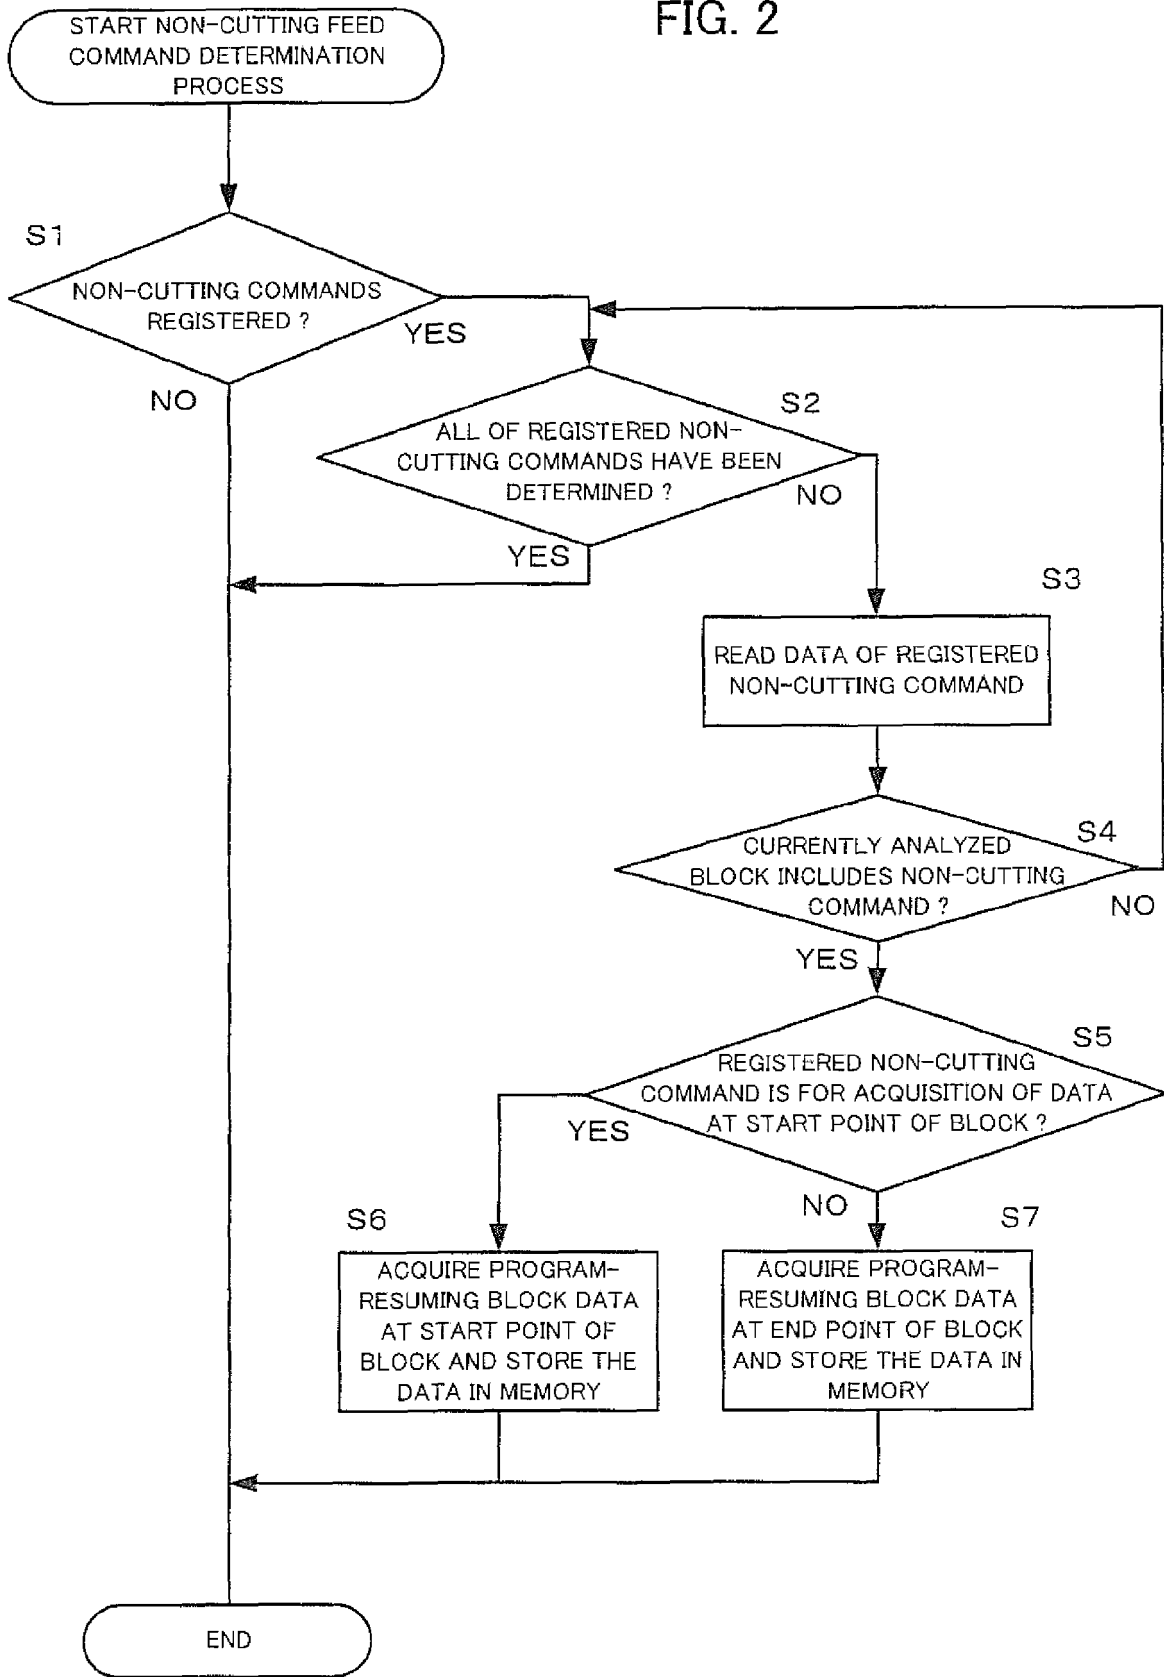 FIG. 2
START NON-CUTTING FEED
COMMAND DETERMINATION
PROCESS
S1
NON-CUTTING COMMANDS
REGISTERED ?
YES
NO
S2
ALL OF REGISTERED NON-
CUTTING COMMANDS HAVE BEEN
DETERMINED ?
NO
YES
S3
READ DATA OF REGISTERED
NON-CUTTING COMMAND
S4
CURRENTLY ANALYZED
BLOCK INCLUDES NON-CUTTING
COMMAND ?
NO
YES
S5
REGISTERED NON-CUTTING
COMMAND IS FOR ACQUISITION OF DATA
AT START POINT OF BLOCK ?
YES
NO
S6
ACQUIRE PROGRAM-
RESUMING BLOCK DATA
AT START POINT OF
BLOCK AND STORE THE
DATA IN MEMORY
S7
ACQUIRE PROGRAM-
RESUMING BLOCK DATA
AT END POINT OF BLOCK
AND STORE THE DATA IN
MEMORY
END